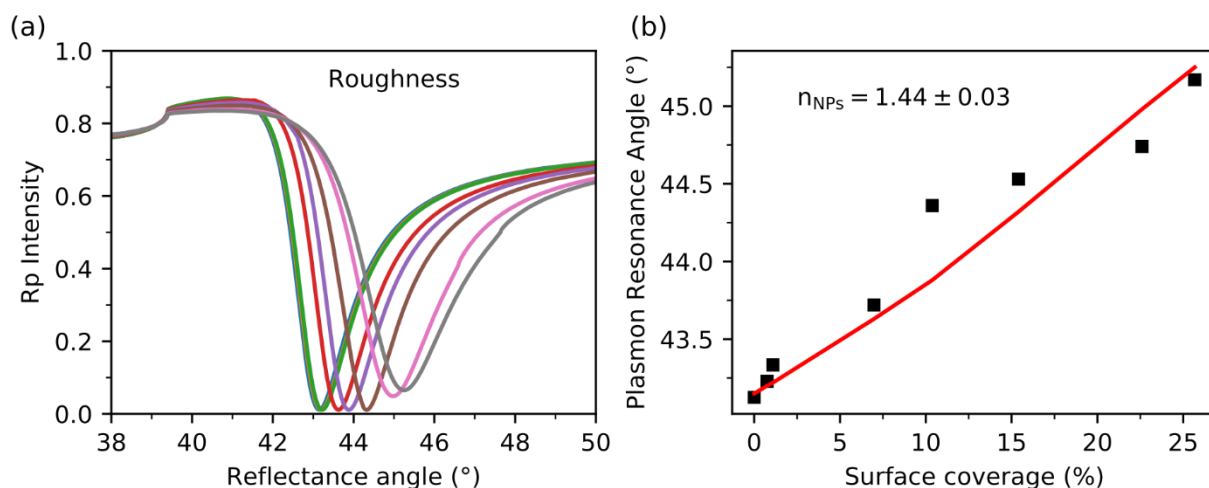 (a)
Rp Intensity
1.0
0.8
0.6
0.4
0.2
0.0
Roughness
38
40
42
44
46
48
50
Reflectance angle (°)
(b)
Plasmon Resonance Angle (°)
45.0
44.5
44.0
43.5
n_NPs = 1.44 ± 0.03
0
5
10
15
20
25
Surface coverage (%)